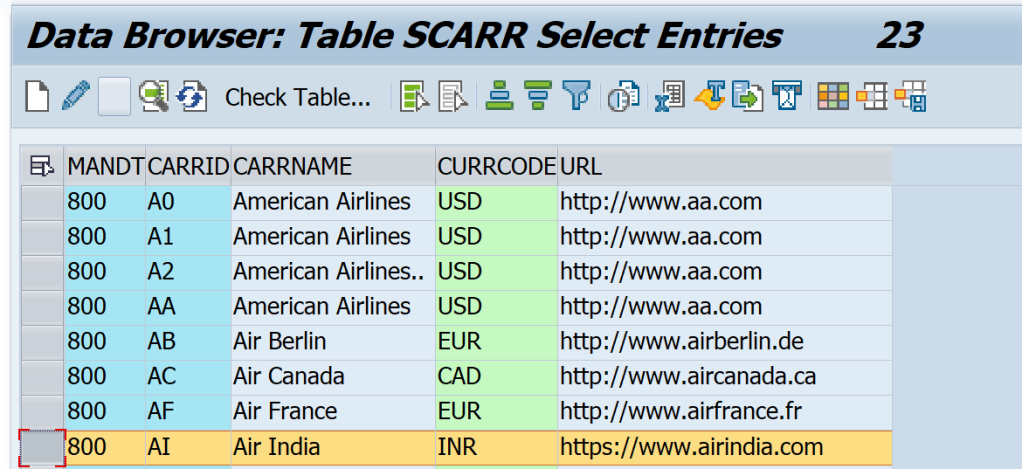 Data Browser: Table SCARR Select Entries 23
Check Table...
MANDT CARRID CARRNAME CURRCODE URL
800 A0 American Airlines USD http://www.aa.com
800 A1 American Airlines USD http://www.aa.com
800 A2 American Airlines.. USD http://www.aa.com
800 AA American Airlines USD http://www.aa.com
800 AB Air Berlin EUR http://www.airberlin.de
800 AC Air Canada CAD http://www.aircanada.ca
800 AF Air France EUR http://www.airfrance.fr
800 AI Air India INR https://www.airindia.com